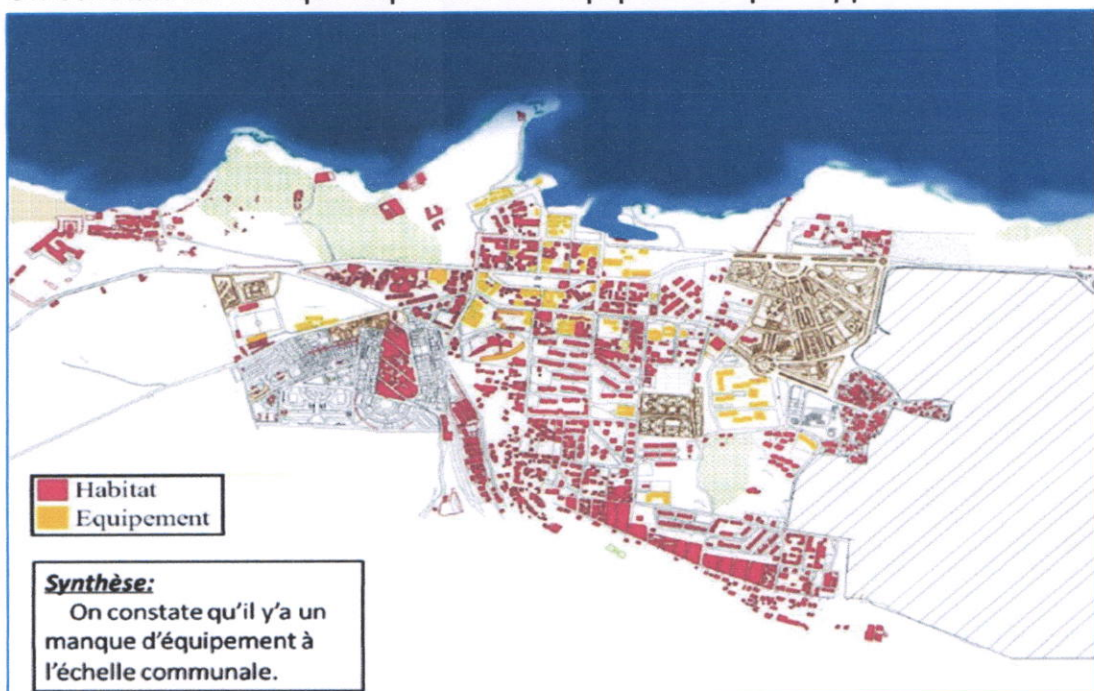 Habitat
Equipement
Synthèse:
On constate qu'il y'a un
manque d'équipement à
l'échelle communale.